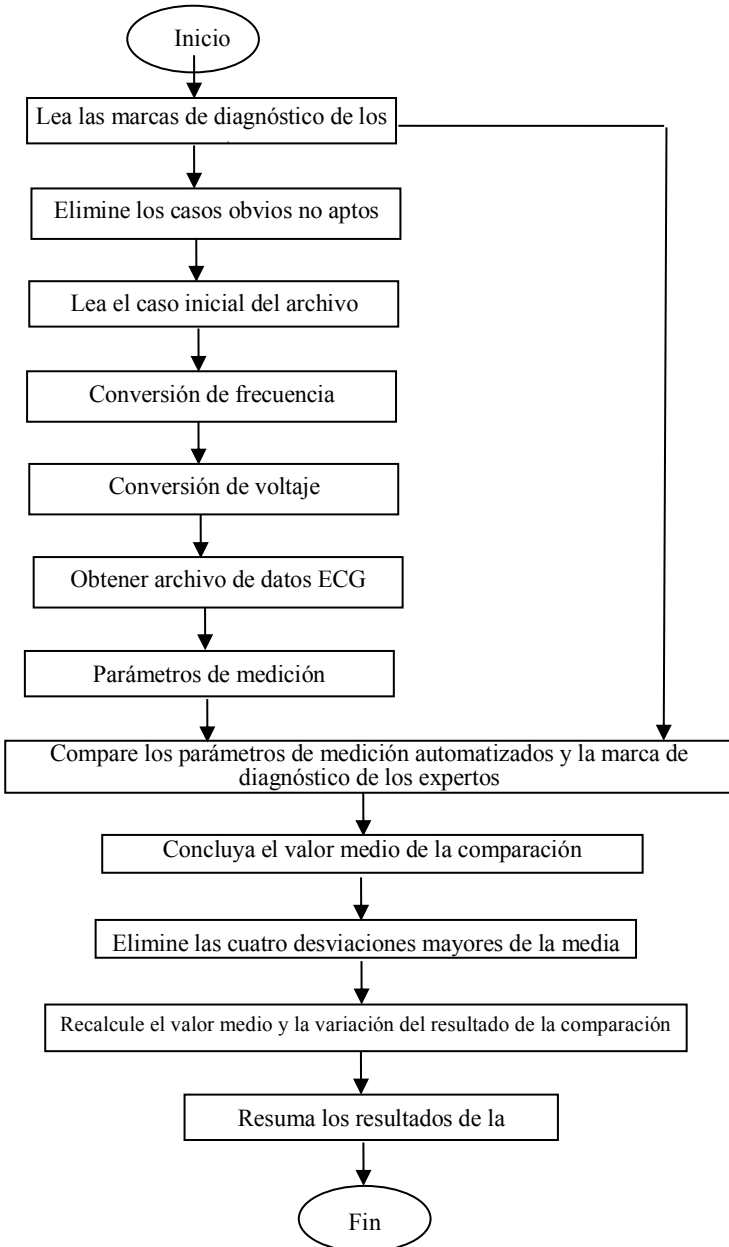 Inicio
Lea las marcas de diagnóstico de los
Elimine los casos obvios no aptos
Lea el caso inicial del archivo
Conversión de frecuencia
Conversión de voltaje
Obtener archivo de datos ECG
Parámetros de medición
Compare los parámetros de medición automatizados y la marca de
diagnóstico de los expertos
Concluya el valor medio de la comparación
Elimine las cuatro desviaciones mayores de la media
Recalcule el valor medio y la variación del resultado de la comparación
Resuma los resultados de la
Fin